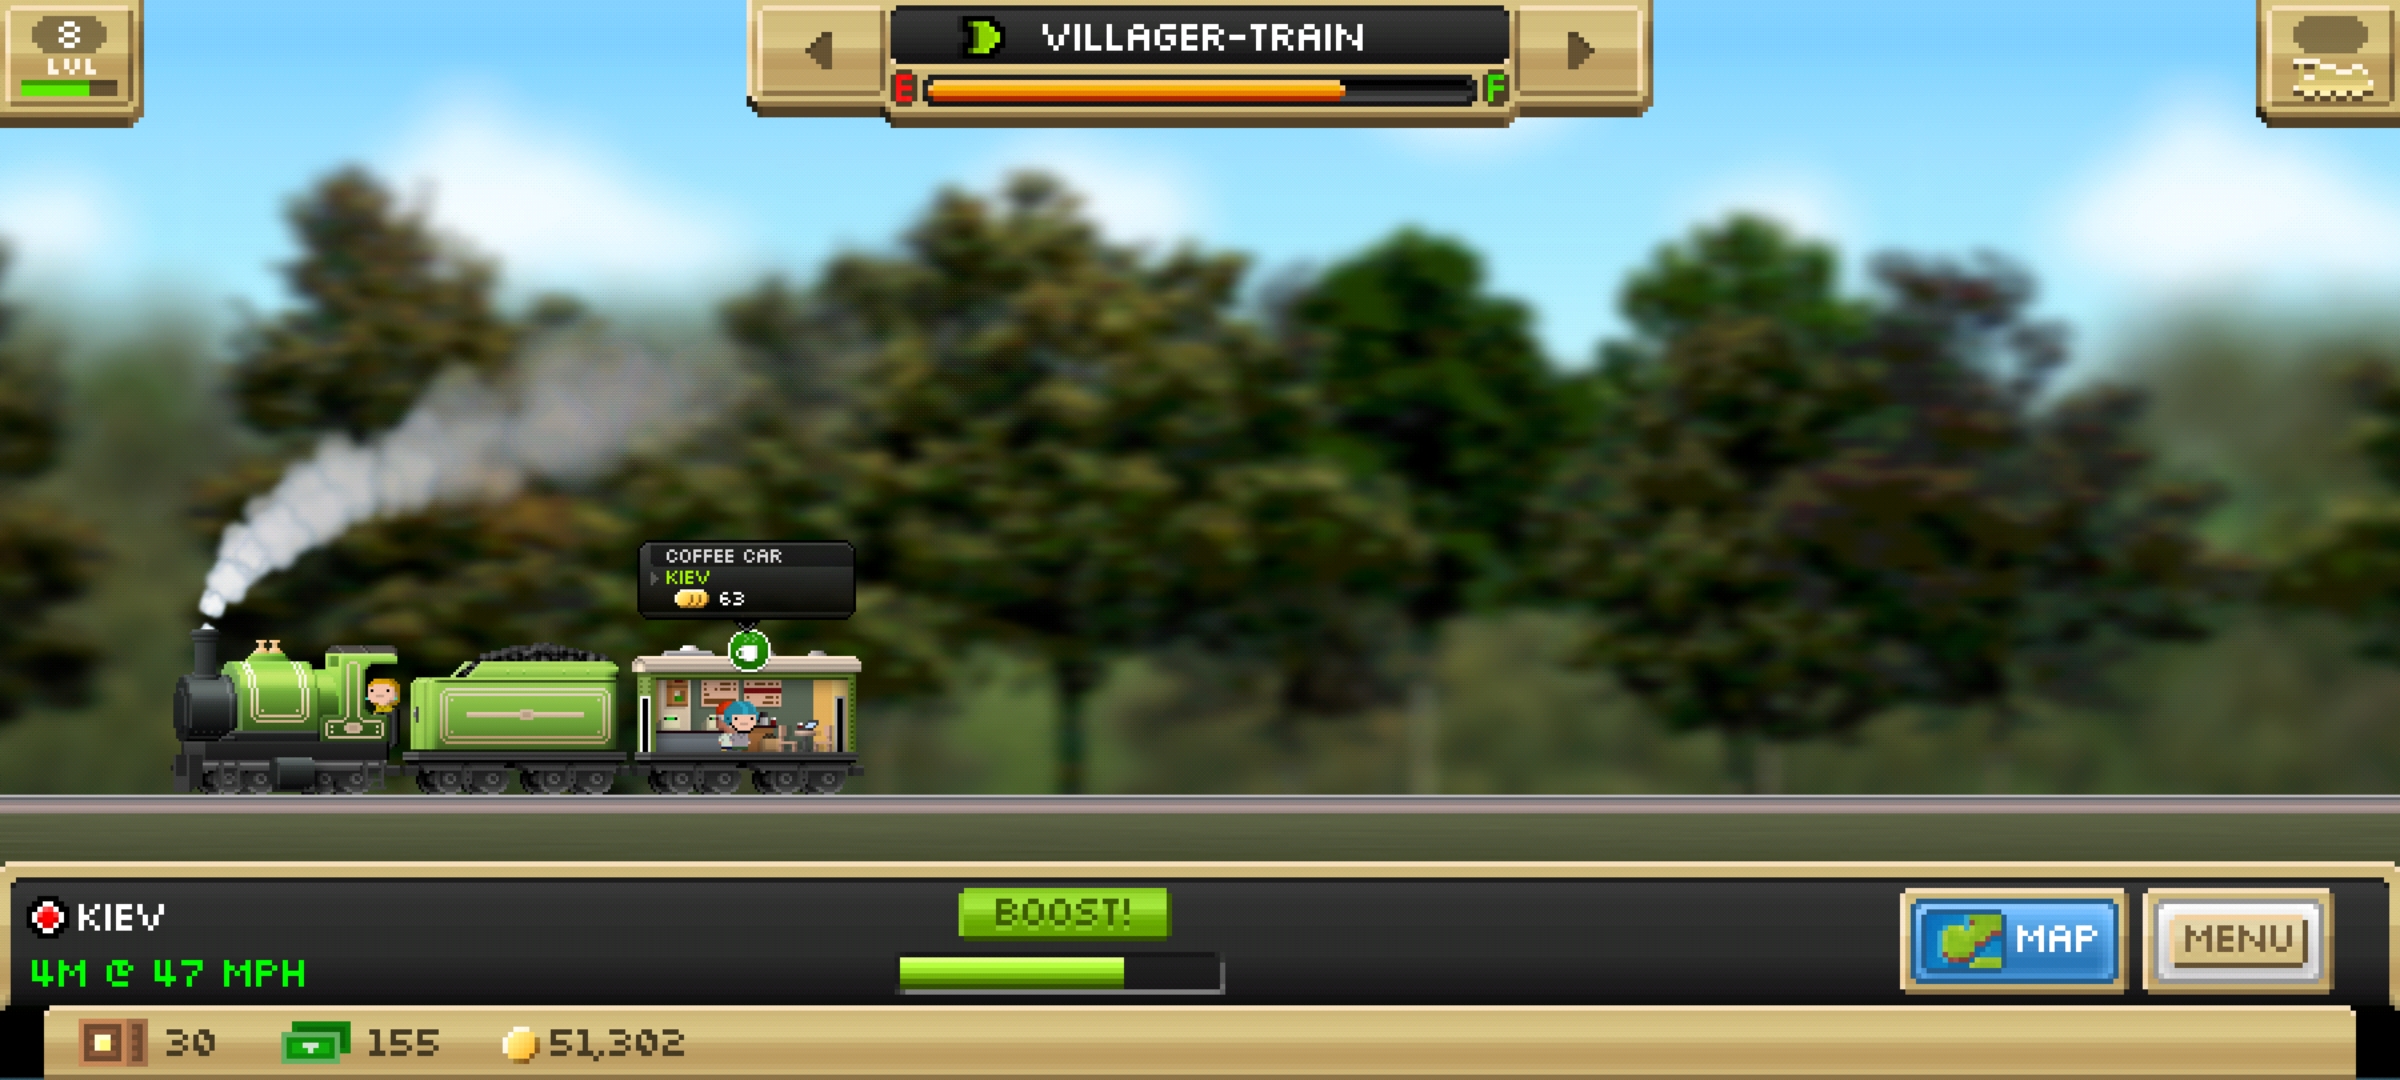 8
LVL
VILLAGER-TRAIN
E
F
COFFEE CAR
KIEV
63
KIEV
4M @ 47 MPH
BOOST!
MAP
MENU
30
155
51,302